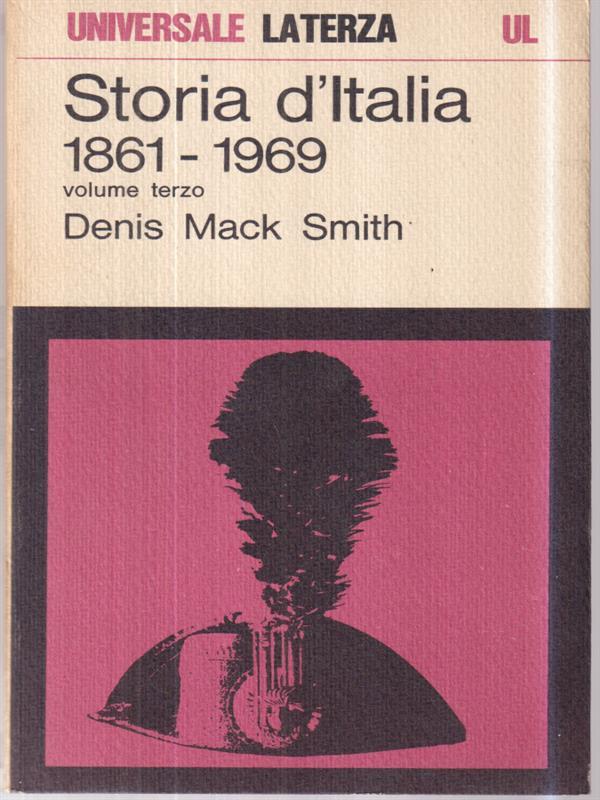 UNIVERSALE LATERZA UL
Storia d'Italia
1861 - 1969
volume terzo
Denis Mack Smith